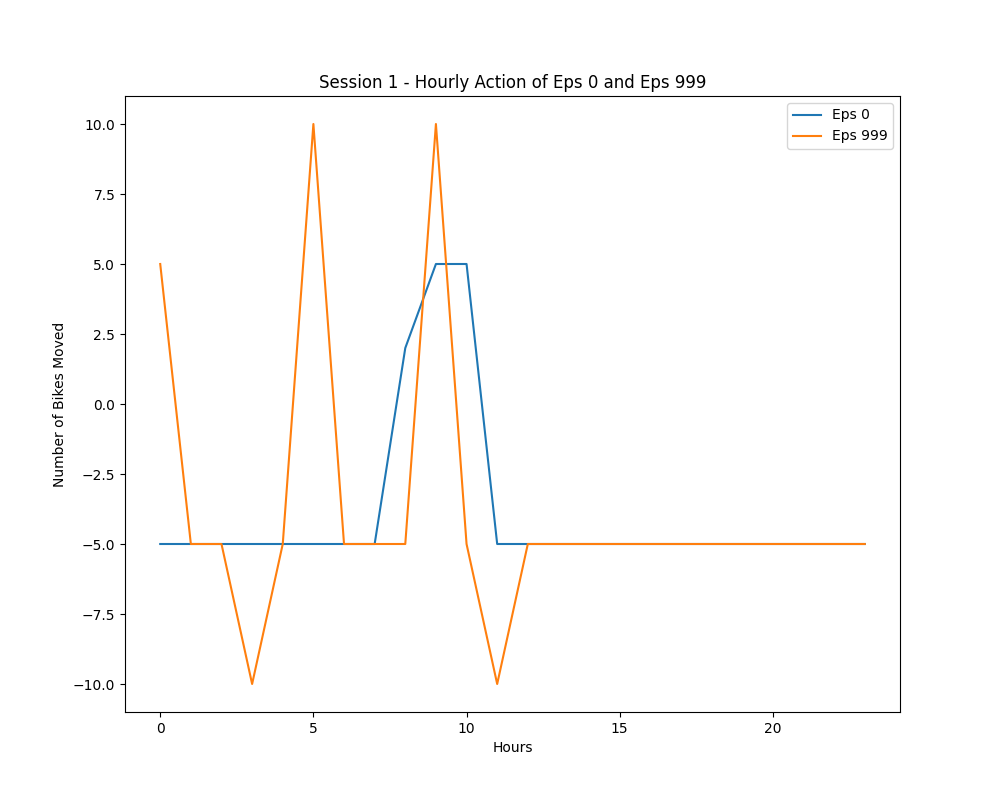 Session 1 - Hourly Action of Eps 0 and Eps 999
Eps 0
Eps 999
10.0
7.5
5.0
2.5
0.0
−2.5
−5.0
−7.5
−10.0
Number of Bikes Moved
0 5 10 15 20
Hours